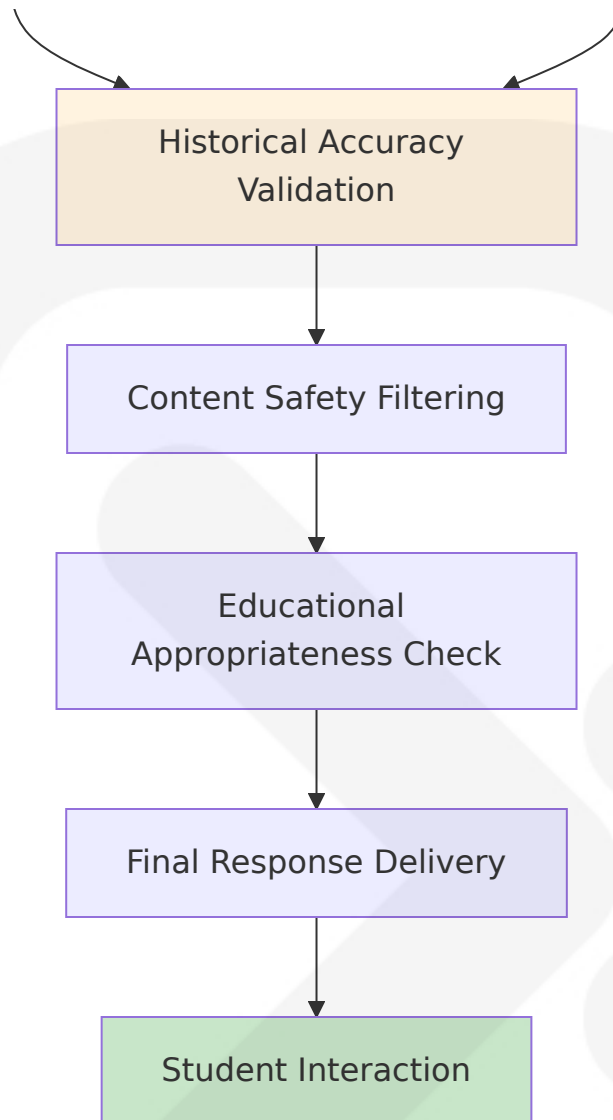 Historical Accuracy
Validation
Content Safety Filtering
Educational
Appropriateness Check
Final Response Delivery
Student Interaction